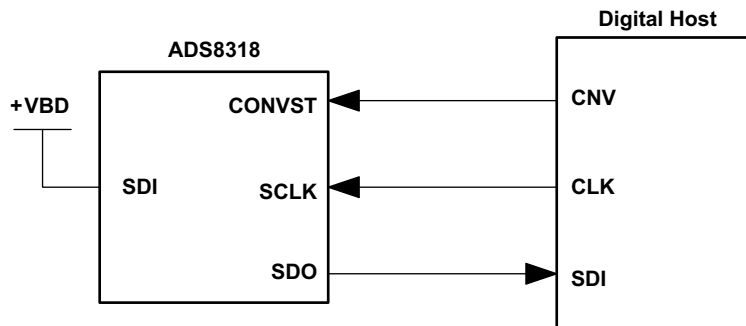 Digital Host
ADS8318
+VBD
CONVST
CNV
SDI
SCLK
CLK
SDO
SDI